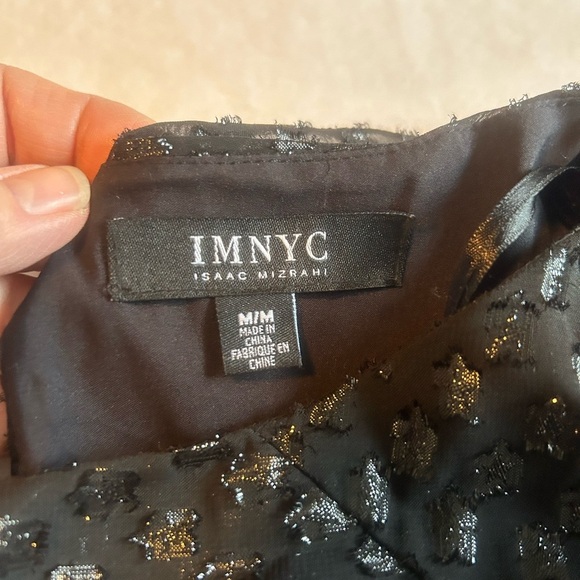 IMNYC
ISAAC MIZRAHI
M/M
MADE IN
CHINA
FABRIQUE EN
CHINE